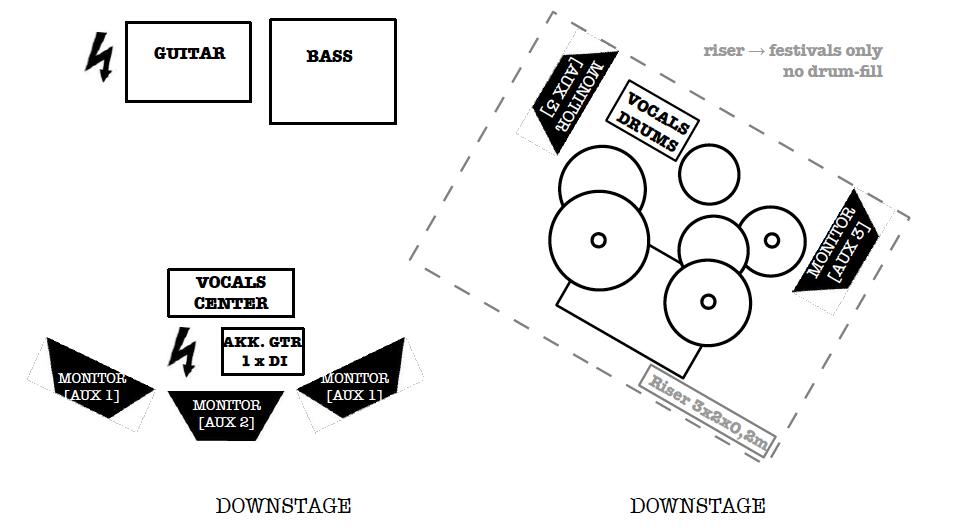 GUITAR
BASS
riser → festivals only
no drum-fill
MONITOR
[AUX 3]
VOCALS
DRUMS
MONITOR
[AUX 3]
VOCALS
CENTER
AKK. GTR
1 x DI
MONITOR
[AUX 1]
MONITOR
[AUX 2]
MONITOR
[AUX 1]
Riser 3x2x0,2m
DOWNSTAGE
DOWNSTAGE